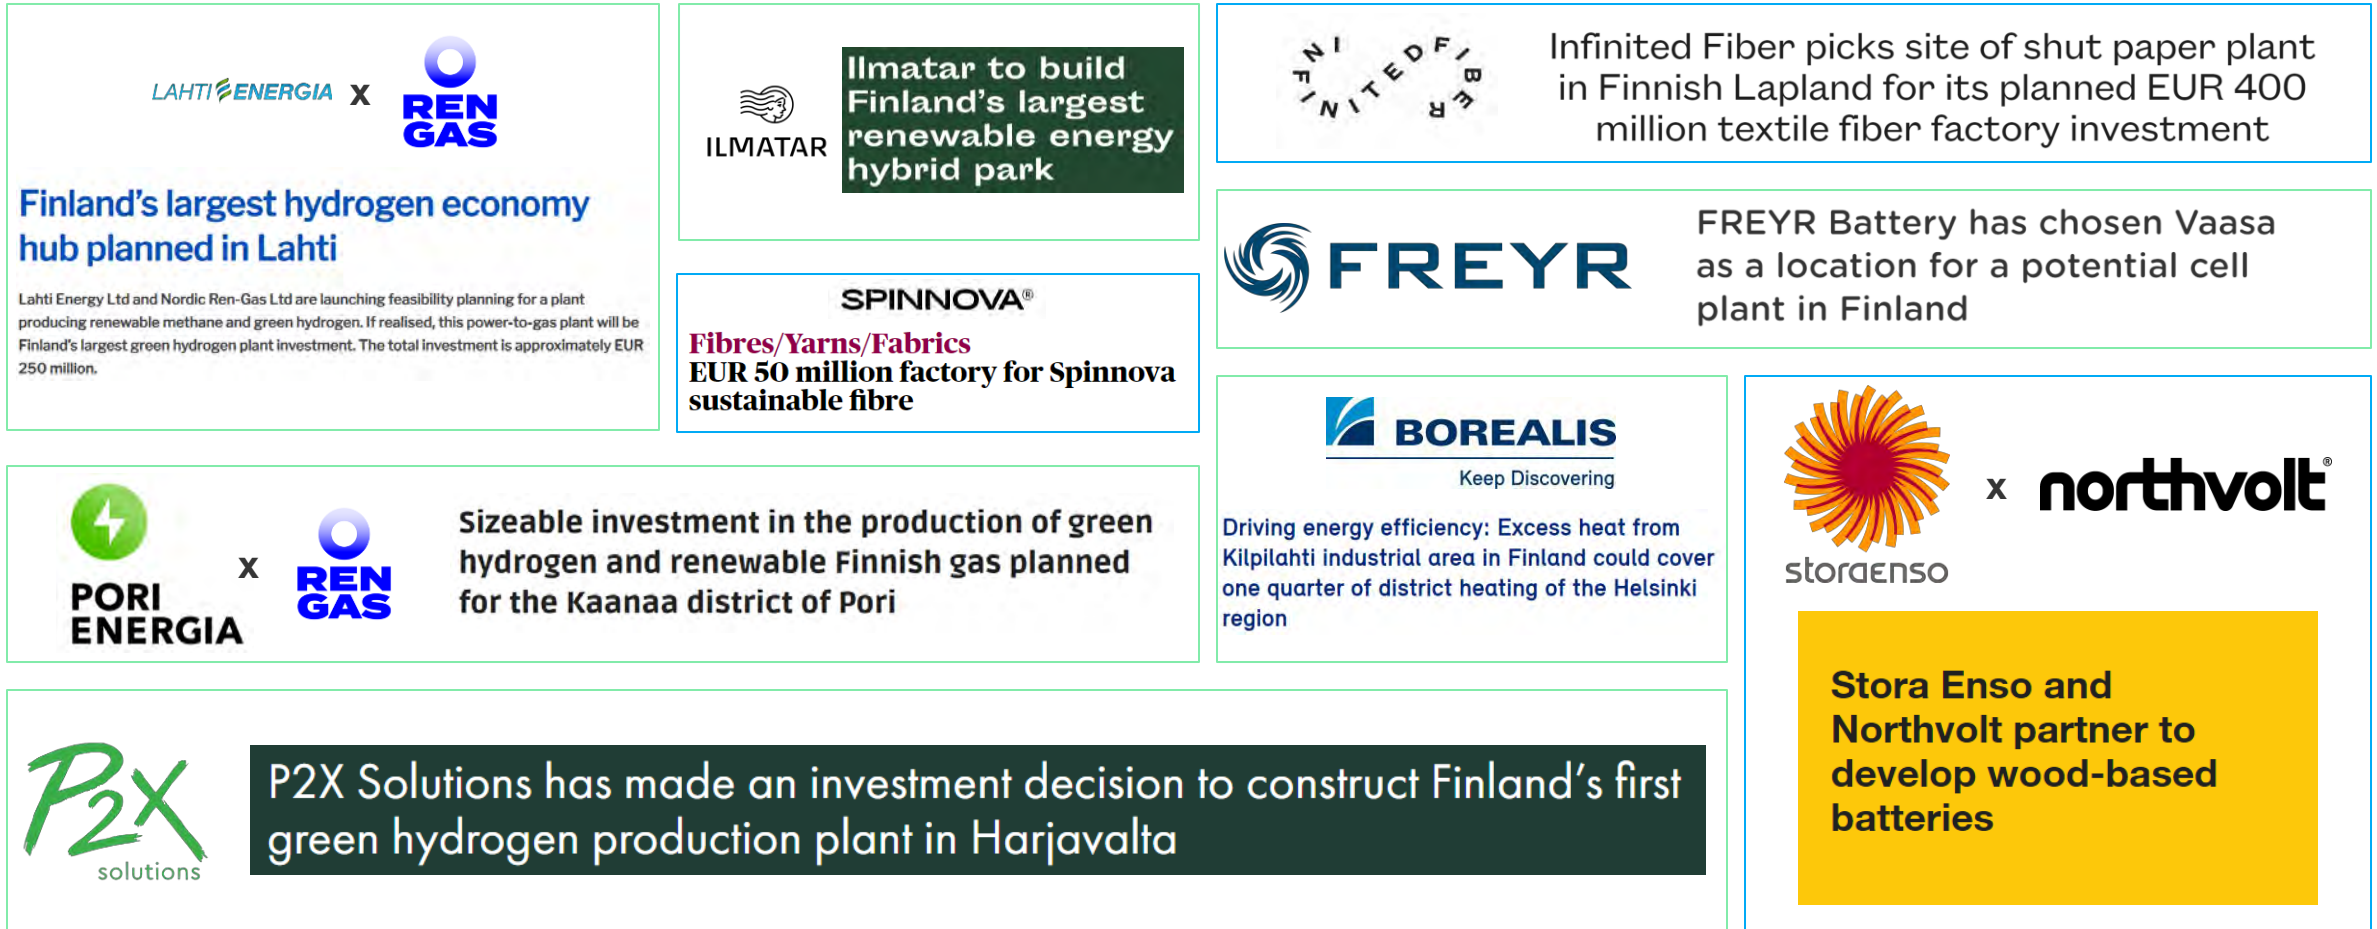 LAHTI ENERGIA x REN GAS
Finland's largest hydrogen economy
hub planned in Lahti
Lahti Energy Ltd and Nordic Ren-Gas Ltd are launching feasibility planning for a plant
producing renewable methane and green hydrogen. If realised, this power-to-gas plant will be
Finland's largest green hydrogen plant investment. The total investment is approximately EUR
250 million.
ILMATAR
Ilmatar to build
Finland's largest
renewable energy
hybrid park
INFINITED FIBER
Infinited Fiber picks site of shut paper plant
in Finnish Lapland for its planned EUR 400
million textile fiber factory investment
SPINNOVA®
Fibres/Yarns/Fabrics
EUR 50 million factory for Spinnova
sustainable fibre
FREYR
FREYR Battery has chosen Vaasa
as a location for a potential cell
plant in Finland
PORI
ENERGIA
x
REN
GAS
Sizeable investment in the production of green
hydrogen and renewable Finnish gas planned
for the Kaanaa district of Pori
BOREALIS
Keep Discovering
Driving energy efficiency: Excess heat from
Kilpilahti industrial area in Finland could cover
one quarter of district heating of the Helsinki
region
storaenso
x
northvolt®
Stora Enso and
Northvolt partner to
develop wood-based
batteries
P2X
solutions
P2X Solutions has made an investment decision to construct Finland's first
green hydrogen production plant in Harjavalta